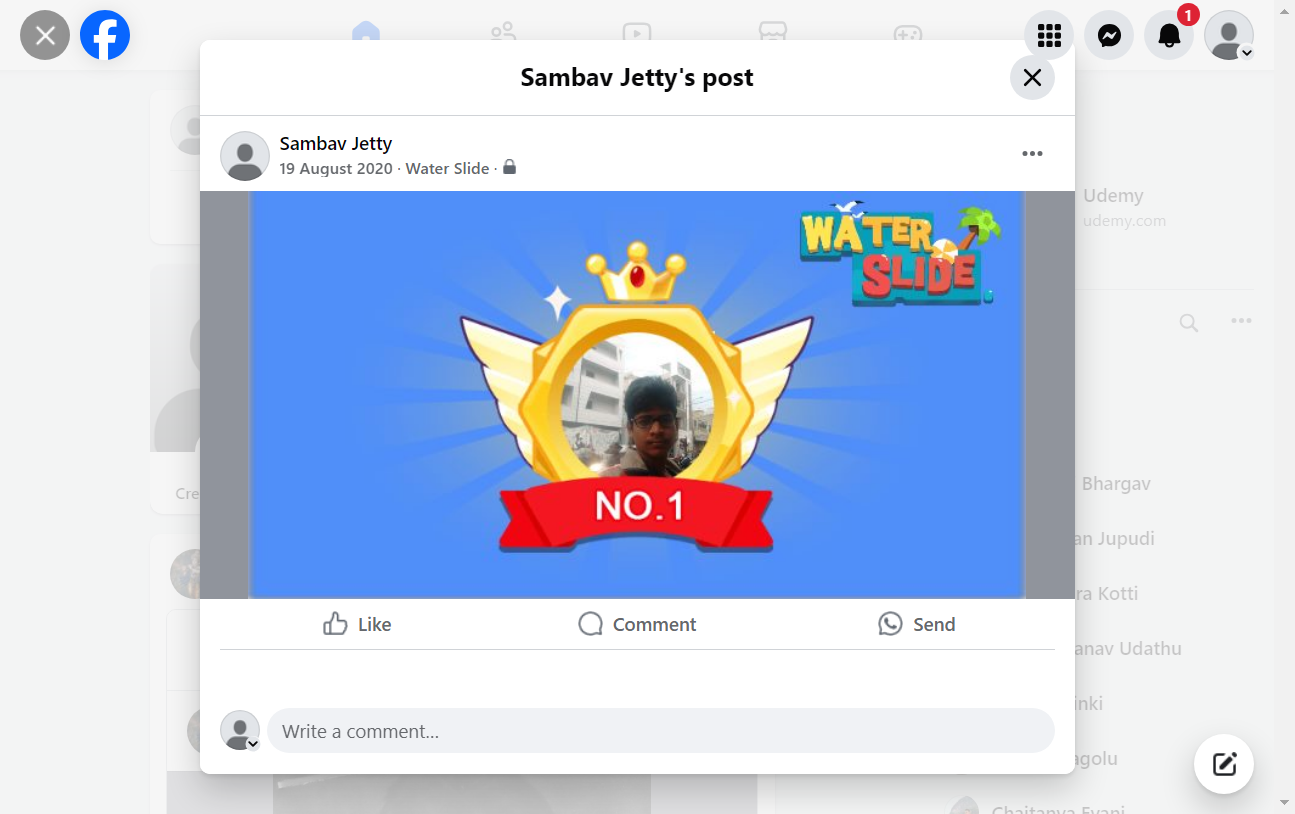 1
Sambav Jetty's post
Sambav Jetty
19 August 2020 · Water Slide ·
Udemy
udemy.com
WATER
SLIDE
NO.1
Cre
Bhargav
an Jupudi
ra Kotti
anav Udathu
inki
agolu
Chaitanya Evani
Like
Comment
Send
Write a comment...